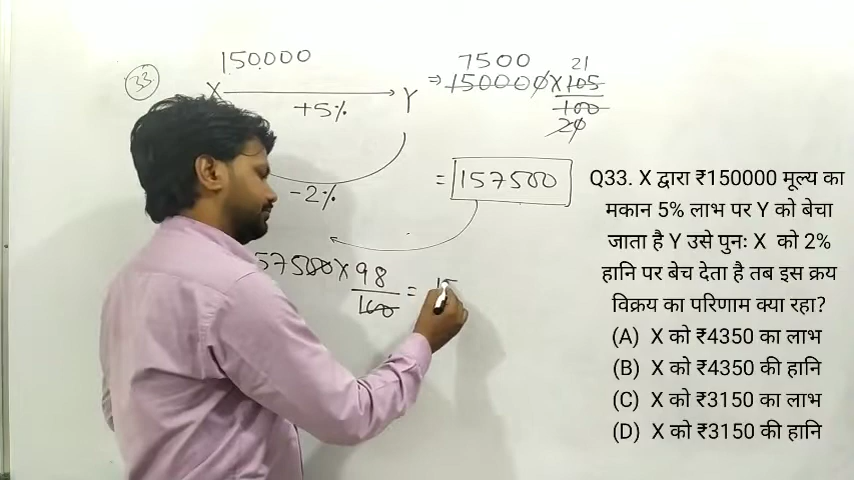 33
150000
X Y
+5%
-2%
7500 21
⇒ 150000 × 105
100
20
= 157500
57500 × 98
100
= 15
Q33. X द्वारा ₹150000 मूल्य का
मकान 5% लाभ पर Y को बेचा
जाता है Y उसे पुनः X को 2%
हानि पर बेच देता है तब इस क्रय
विक्रय का परिणाम क्या रहा?
(A) X को ₹4350 का लाभ
(B) X को ₹4350 की हानि
(C) X को ₹3150 का लाभ
(D) X को ₹3150 की हानि